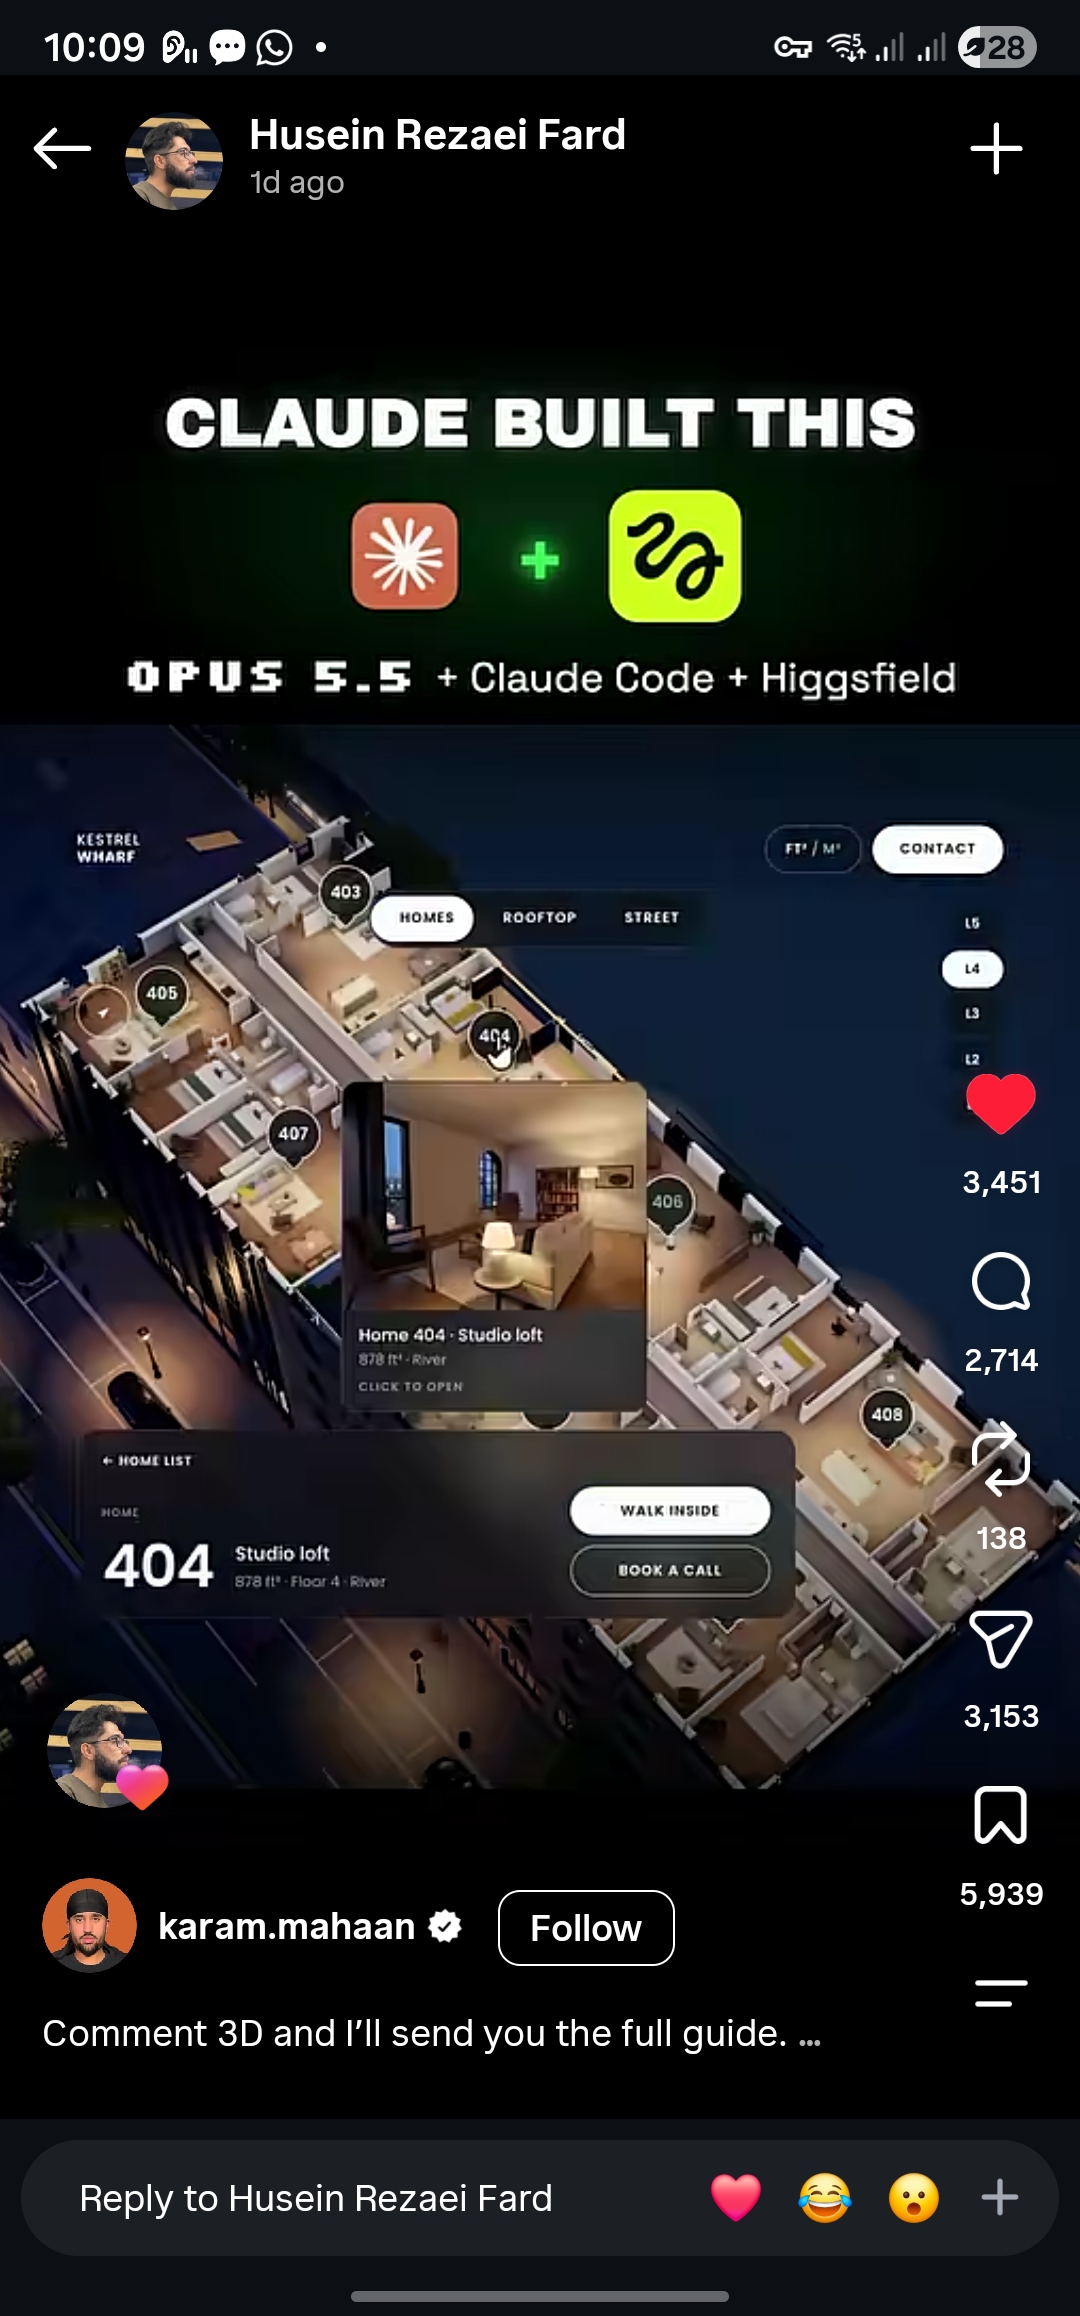 10:09
28
Husein Rezaei Fard
1d ago
CLAUDE BUILT THIS
OPUS 5.5 + Claude Code + Higgsfield
KESTREL
WHARF
FT² / M²
CONTACT
HOMES
ROOFTOP
STREET
L5
L4
L3
L2
403
405
404
407
406
408
Home 404 · Studio loft
878 ft² · River
CLICK TO OPEN
← HOME LIST
HOME
404
Studio loft
878 ft² · Floor 4 · River
WALK INSIDE
BOOK A CALL
3,451
2,714
138
3,153
5,939
karam.mahaan
Follow
Comment 3D and I’ll send you the full guide. ...
Reply to Husein Rezaei Fard